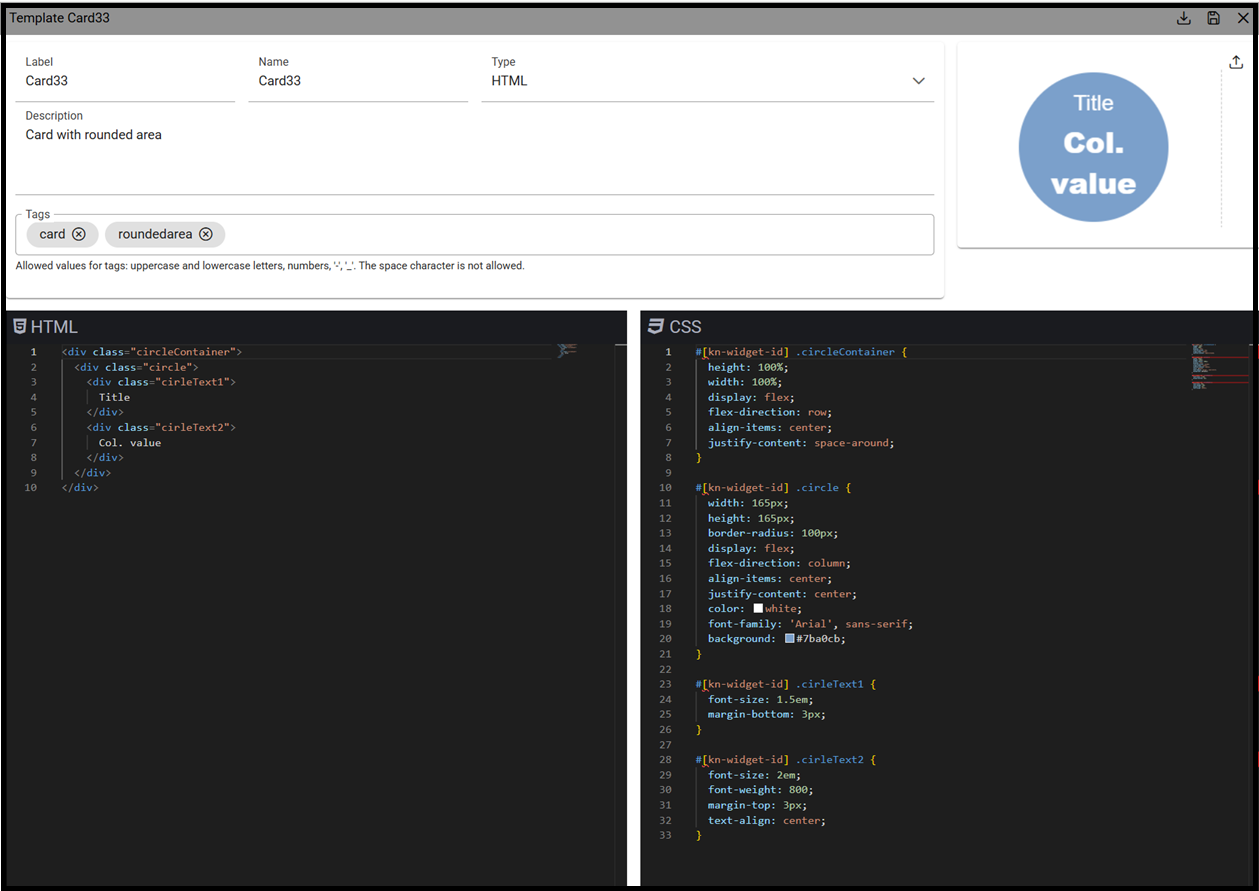 Template Card33
Label
Card33
Name
Card33
Type
HTML
Description
Card with rounded area
Tags
card
roundedarea
Allowed values for tags: uppercase and lowercase letters, numbers, '-', '_'. The space character is not allowed.
Title
Col.
value
HTML
1 <div class="circleContainer">
2 <div class="circle">
3 <div class="cirleText1">
4 Title
5 </div>
6 <div class="cirleText2">
7 Col. value
8 </div>
9 </div>
10 </div>
CSS
1 #[kn-widget-id] .circleContainer {
2 height: 100%;
3 width: 100%;
4 display: flex;
5 flex-direction: row;
6 align-items: center;
7 justify-content: space-around;
8 }
9
10 #[kn-widget-id] .circle {
11 width: 165px;
12 height: 165px;
13 border-radius: 100px;
14 display: flex;
15 flex-direction: column;
16 align-items: center;
17 justify-content: center;
18 color: white;
19 font-family: 'Arial', sans-serif;
20 background: #7ba0cb;
21 }
22
23 #[kn-widget-id] .cirleText1 {
24 font-size: 1.5em;
25 margin-bottom: 3px;
26 }
27
28 #[kn-widget-id] .cirleText2 {
29 font-size: 2em;
30 font-weight: 800;
31 margin-top: 3px;
32 text-align: center;
33 }